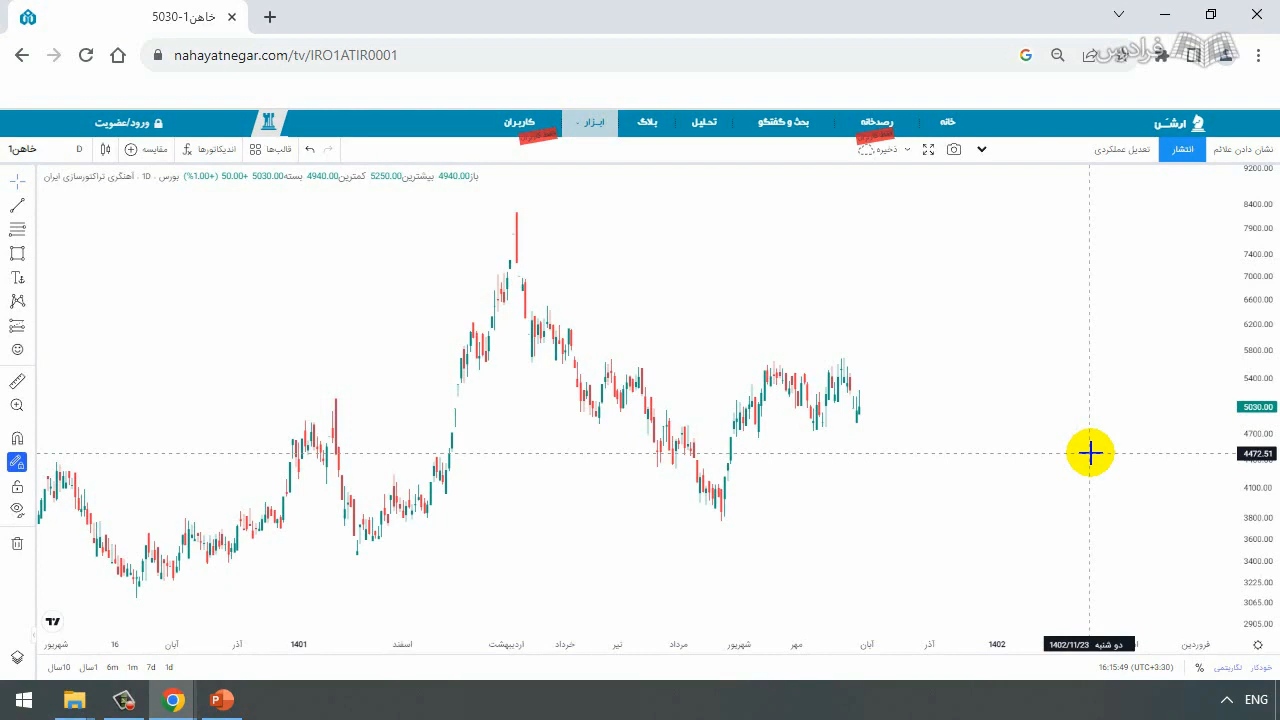 خاهن1-5030
nahayatnegar.com/tv/IRO1ATIR0001
فرادرس
ارشن
خانه
رصدخانه
بحث و گفتگو
تحلیل
بلاگ
ابزار
کاربران
ورود/عضویت
خاهن1
D
مقایسه
اندیکاتورها
قالب‌ها
ذخیره
تعدیل عملکردی
انتشار
نشان دادن علائم
آهنگری تراکتورسازی ایران - 1D - بورس
باز4940.00 بیشترین5250.00 کمترین4940.00 بسته5030.00 +50.00 (+1.00%)
9200.00
8400.00
7900.00
7400.00
7000.00
6600.00
6200.00
5800.00
5400.00
5030.00
4700.00
4472.51
4100.00
3800.00
3600.00
3400.00
3225.00
3065.00
2905.00
شهریور
16
آبان
آذر
1401
اسفند
اردیبهشت
خرداد
تیر
مرداد
شهریور
مهر
آبان
آذر
1402
دو شنبه 1402/11/23
فروردین
10سال
1سال
6m
1m
7d
1d
16:15:49 (UTC+3:30)
%
لگاریتمی
خودکار
ENG